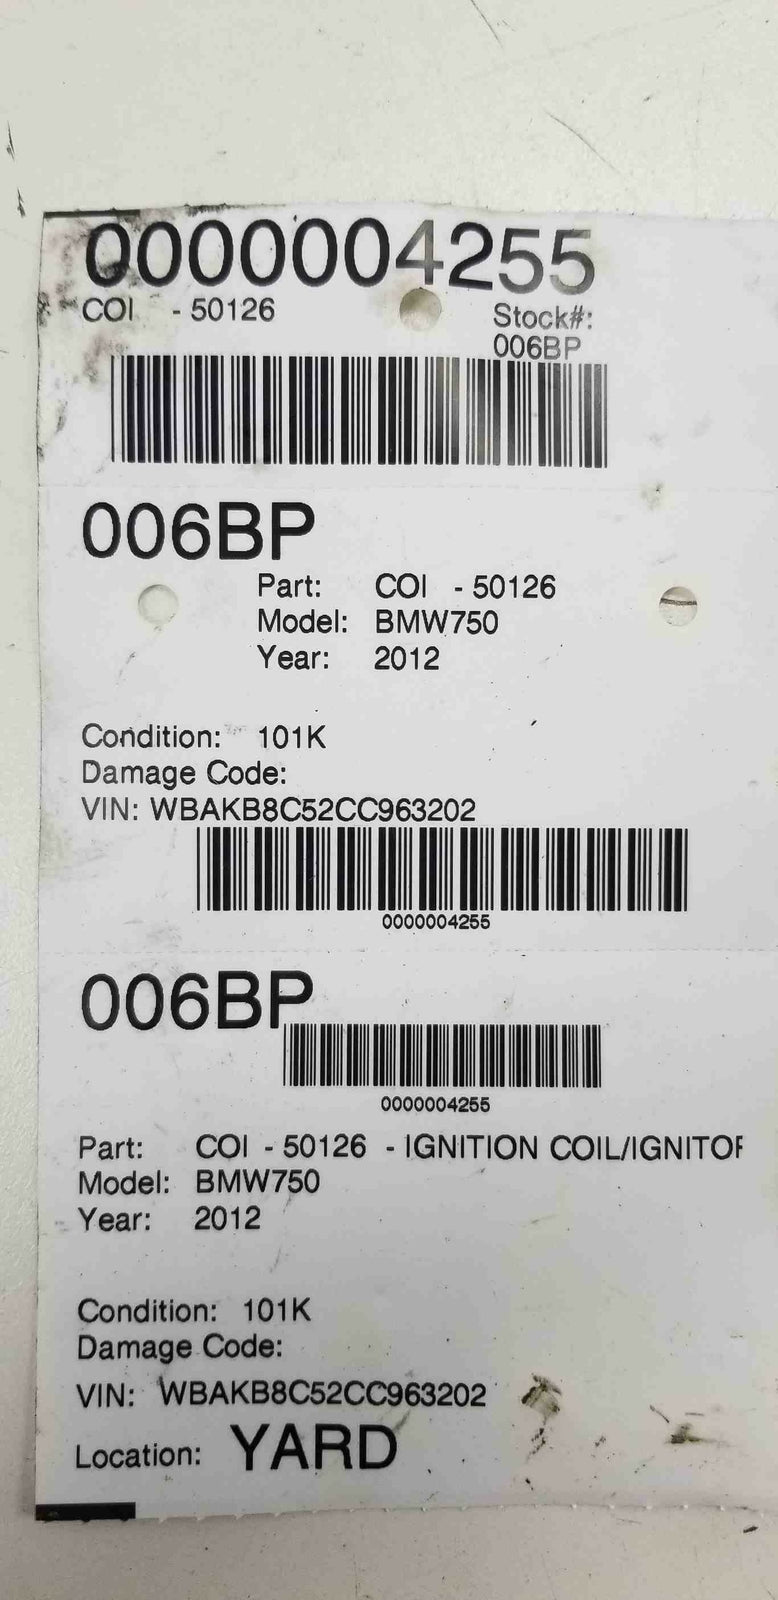 0000004255
COI - 50126
Stock#:
006BP
006BP
Part: COI - 50126
Model: BMW750
Year: 2012
Condition: 101K
Damage Code:
VIN: WBAKB8C52CC963202
0000004255
006BP
0000004255
Part: COI - 50126 - IGNITION COIL/IGNITOR
Model: BMW750
Year: 2012
Condition: 101K
Damage Code:
VIN: WBAKB8C52CC963202
Location: YARD